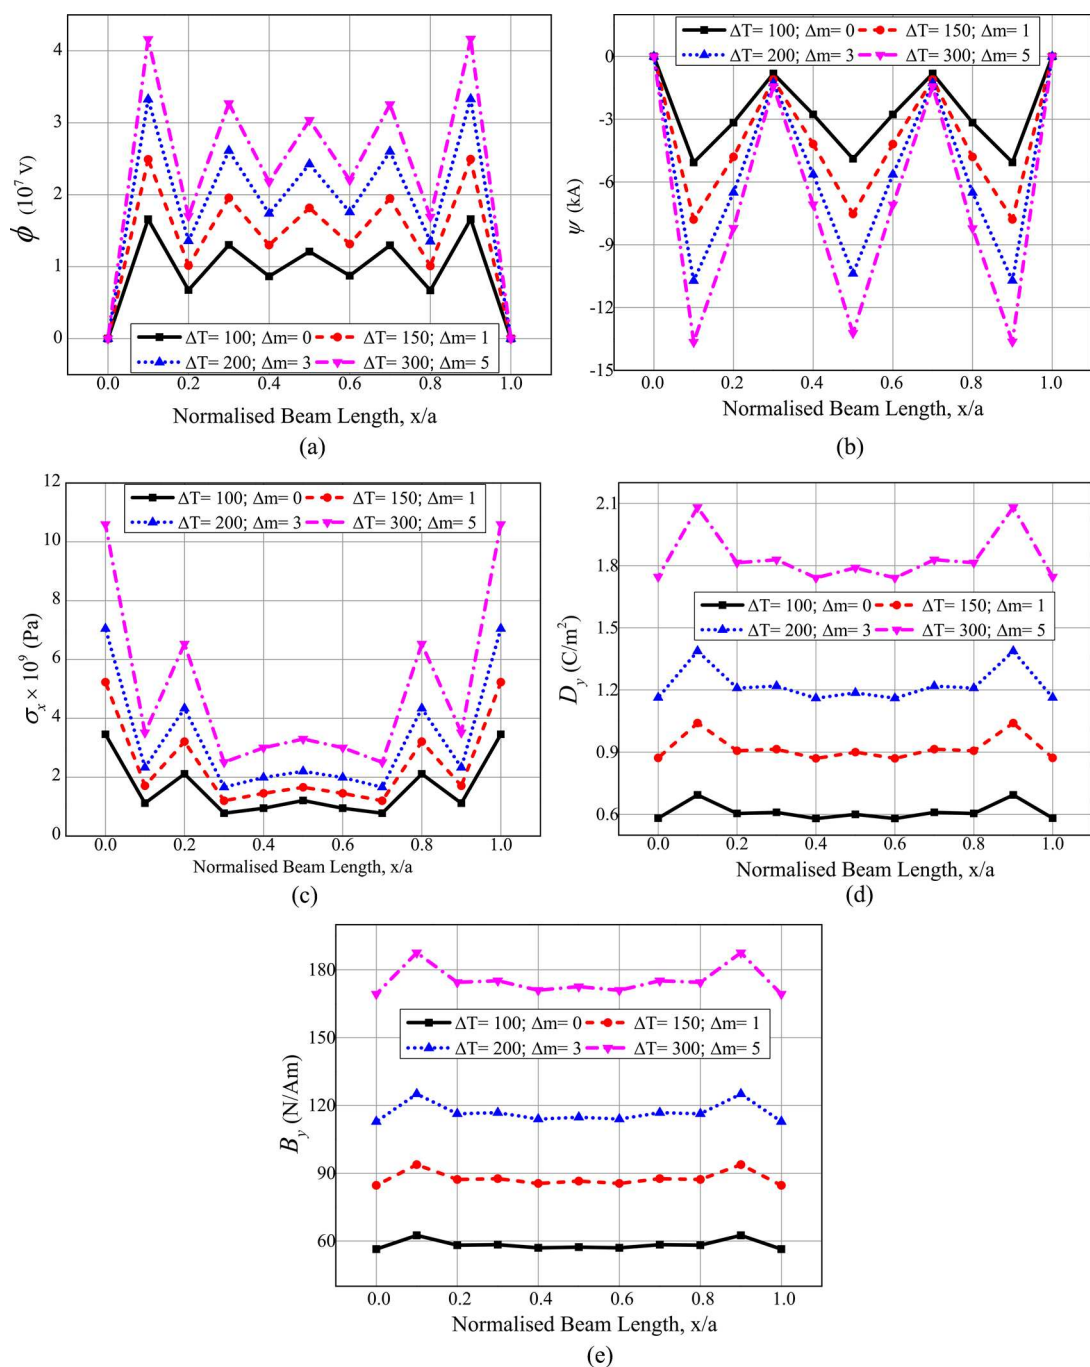 ΔT= 100; Δm= 0 ΔT= 150; Δm= 1
ΔT= 200; Δm= 3 ΔT= 300; Δm= 5
ϕ (10⁷ V)
4
3
2
1
0
0.0 0.2 0.4 0.6 0.8 1.0
Normalised Beam Length, x/a
(a)
ΔT= 100; Δm= 0 ΔT= 150; Δm= 1
ΔT= 200; Δm= 3 ΔT= 300; Δm= 5
ψ (kA)
0
-3
-6
-9
-12
-15
0.0 0.2 0.4 0.6 0.8 1.0
Normalised Beam Length, x/a
(b)
ΔT= 100; Δm= 0 ΔT= 150; Δm= 1
ΔT= 200; Δm= 3 ΔT= 300; Δm= 5
σₓ × 10⁹ (Pa)
12
10
8
6
4
2
0
0.0 0.2 0.4 0.6 0.8 1.0
Normalised Beam Length, x/a
(c)
ΔT= 100; Δm= 0 ΔT= 150; Δm= 1
ΔT= 200; Δm= 3 ΔT= 300; Δm= 5
D_y (C/m²)
2.1
1.8
1.5
1.2
0.9
0.6
0.0 0.2 0.4 0.6 0.8 1.0
Normalised Beam Length, x/a
(d)
ΔT= 100; Δm= 0 ΔT= 150; Δm= 1
ΔT= 200; Δm= 3 ΔT= 300; Δm= 5
B_y (N/Am)
180
150
120
90
60
0.0 0.2 0.4 0.6 0.8 1.0
Normalised Beam Length, x/a
(e)